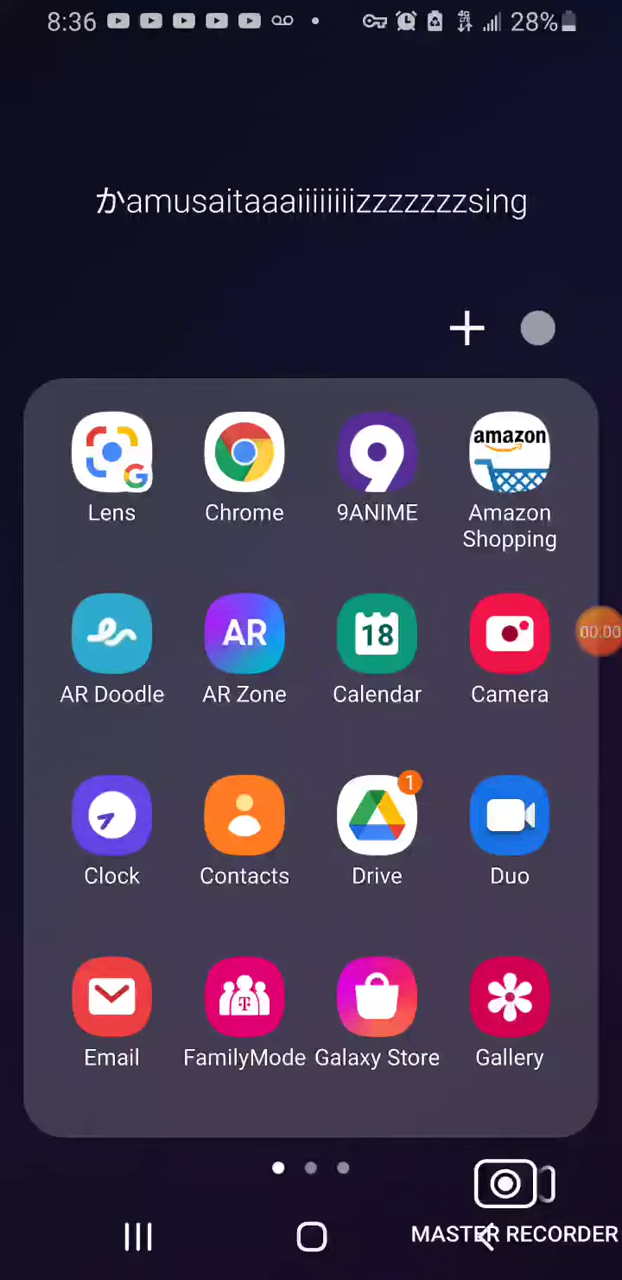 8:36 28%
かamusaitaaaiiiiiiiizzzzzzzsing
Lens Chrome 9ANIME Amazon Shopping
amazon
AR
18
00:00
AR Doodle AR Zone Calendar Camera
1
Clock Contacts Drive Duo
T
Email FamilyMode Galaxy Store Gallery
MASTER RECORDER